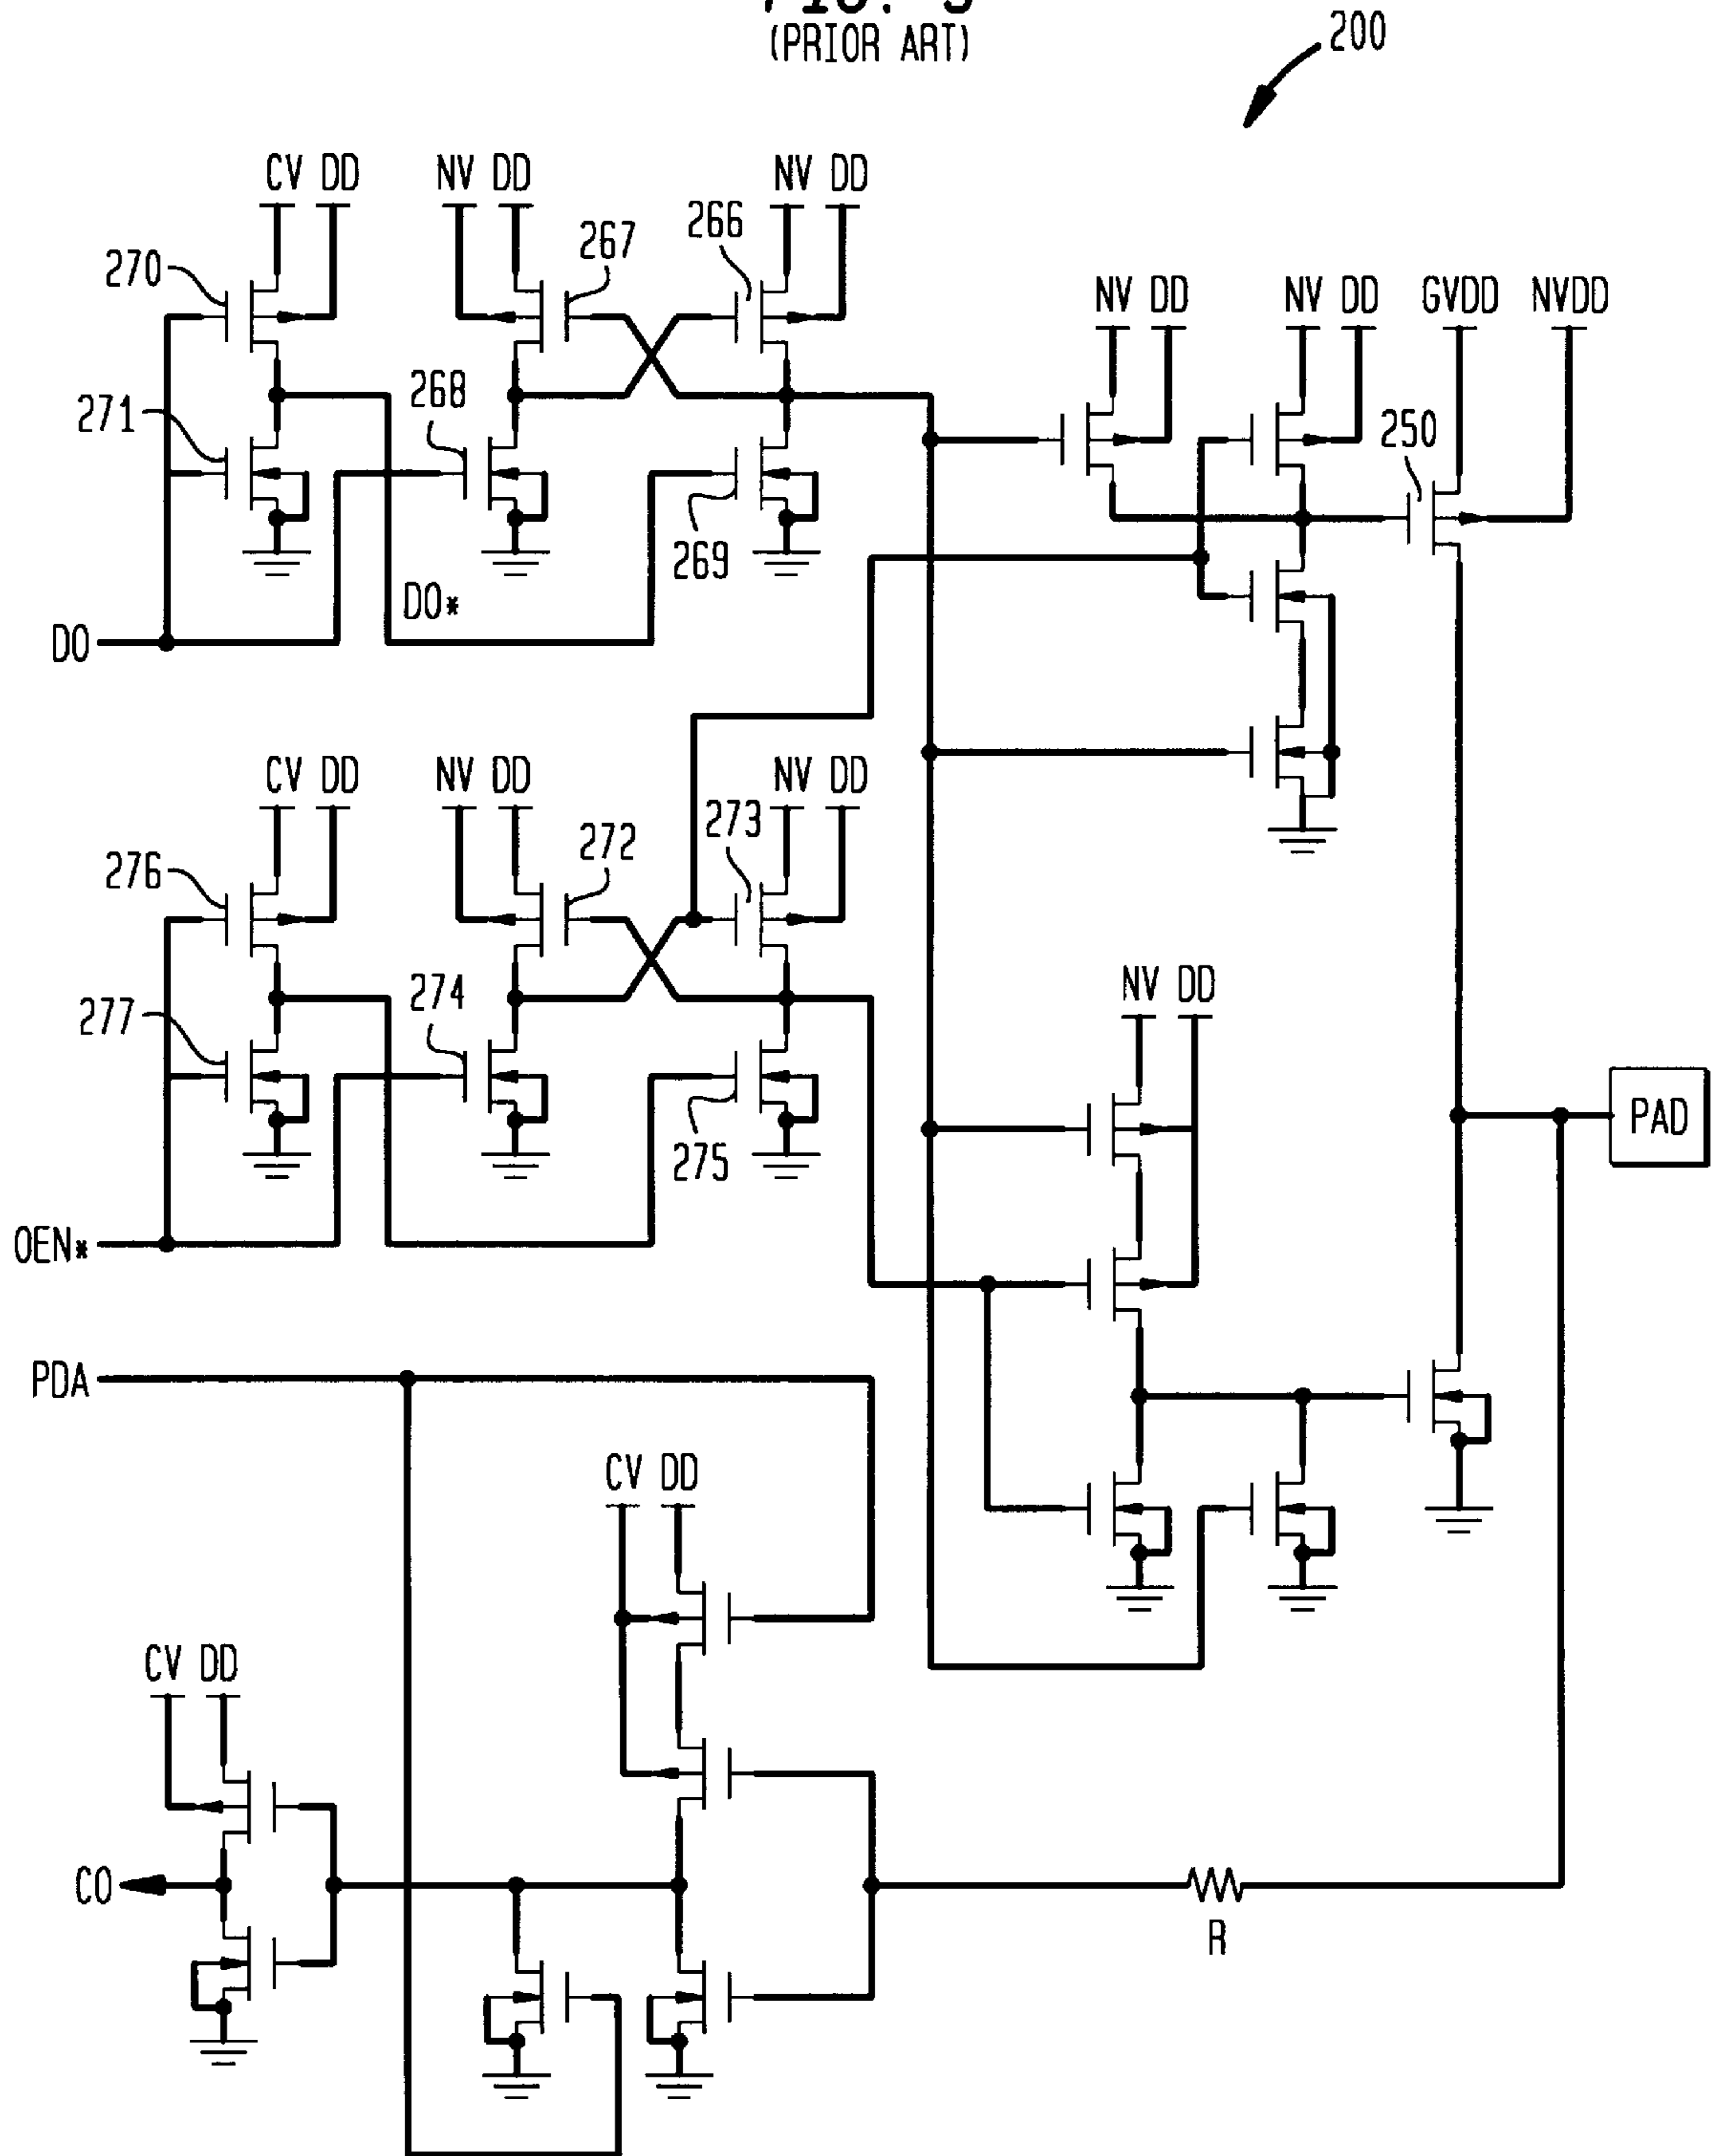 (PRIOR ART)
200
CV DD
NV DD
NV DD
270
267
266
NV DD
NV DD
GVDD
NVDD
271
268
250
269
DO*
DO
CV DD
NV DD
NV DD
276
272
273
277
274
NV DD
275
PAD
OEN*
PDA
CV DD
CV DD
CO
R